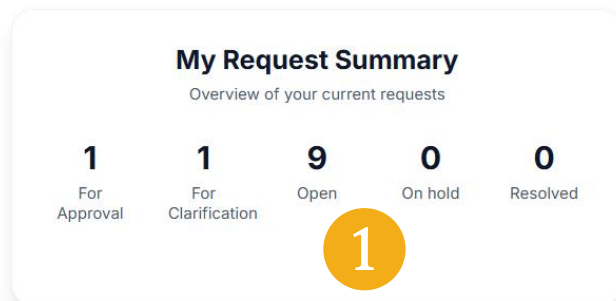 My Request Summary
Overview of your current requests
1 1 9 0 0
For Approval For Clarification Open On hold Resolved
1